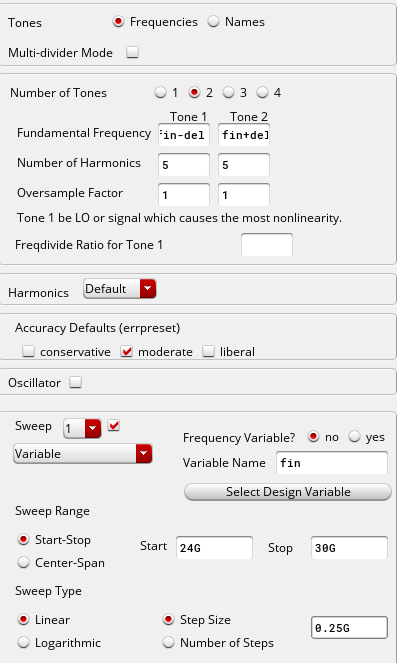 Tones Frequencies Names
Multi-divider Mode
Number of Tones 1 2 3 4
Tone 1 Tone 2
Fundamental Frequency fin-del fin+del
Number of Harmonics 5 5
Oversample Factor 1 1
Tone 1 be LO or signal which causes the most nonlinearity.
Freqdivide Ratio for Tone 1
Harmonics Default
Accuracy Defaults (errpreset)
conservative moderate liberal
Oscillator
Sweep 1
Frequency Variable? no yes
Variable
Variable Name fin
Select Design Variable
Sweep Range
Start-Stop Start 24G Stop 30G
Center-Span
Sweep Type
Linear Step Size 0.25G
Logarithmic Number of Steps